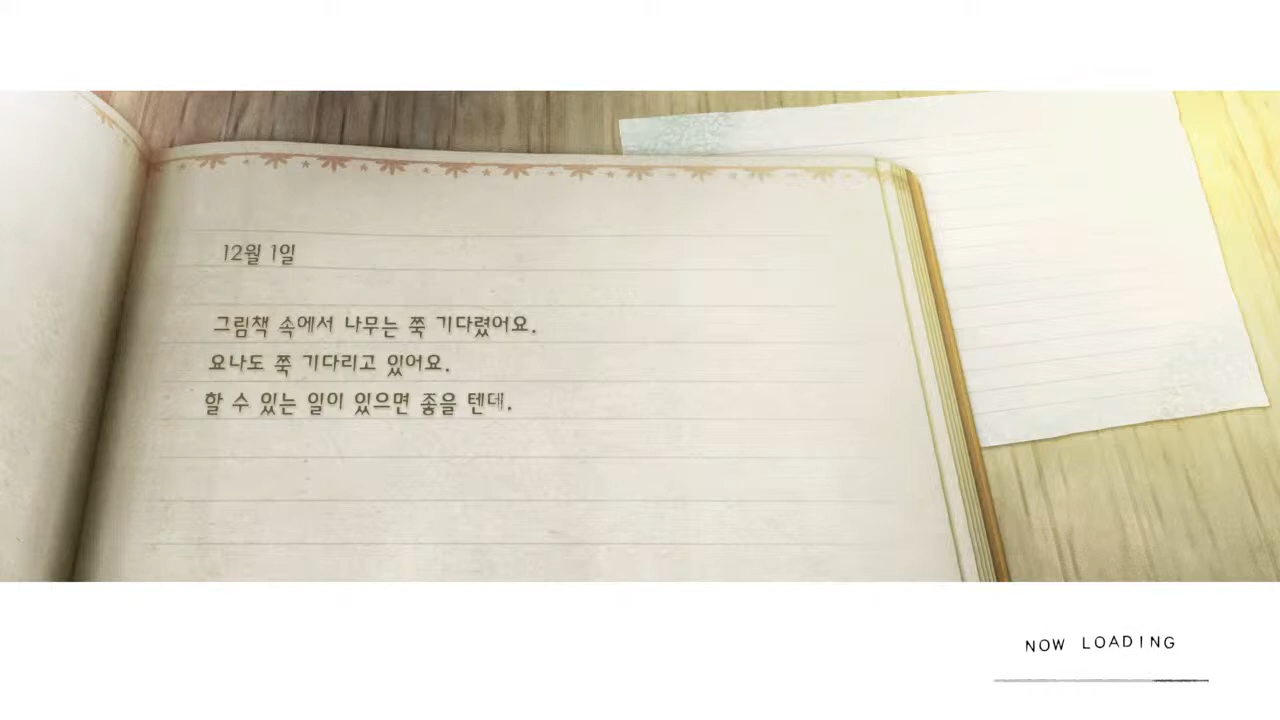 12월 1일
그림책 속에서 나무는 쭉 기다렸어요.
요나도 쭉 기다리고 있어요.
할 수 있는 일이 있으면 좋을 텐데.
NOW LOADING